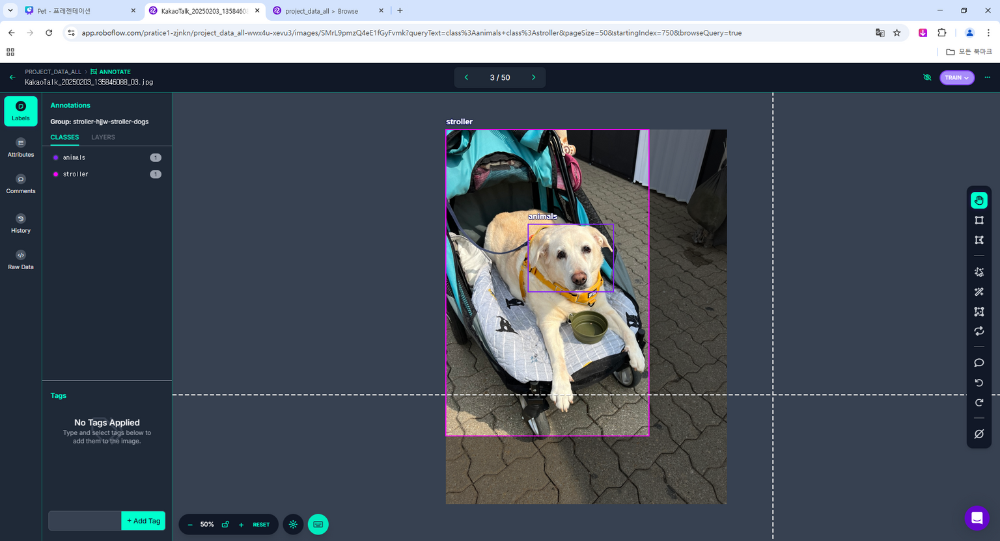 Pet - 프레젠테이션
KakaoTalk_20250203_1358460
project_data_all > Browse
app.roboflow.com/pratice1-zjnkn/project_data_all-wwx4u-xevu3/images/SMrL9pmzQ4eE1fGyFvmk?queryText=class%3Aanimals+class%3Astroller&pageSize=50&startingIndex=750&browseQuery=true
모든 북마크
PROJECT_DATA_ALL > ANNOTATE
KakaoTalk_20250203_135846088_03.jpg
3 / 50
TRAIN
Labels
Attributes
Comments
History
Raw Data
Annotations
Group: stroller-hjjw-stroller-dogs
CLASSES LAYERS
animals 1
stroller 1
stroller
animals
Tags
No Tags Applied
Type and select tags below to
add them to the image.
+ Add Tag
− 50% + RESET